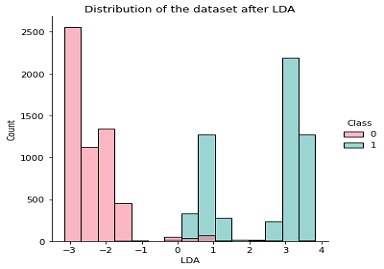 Distribution of the dataset after LDA
2500
2000
1500
1000
500
0
Count
−3 −2 −1 0 1 2 3 4
LDA
Class
0
1